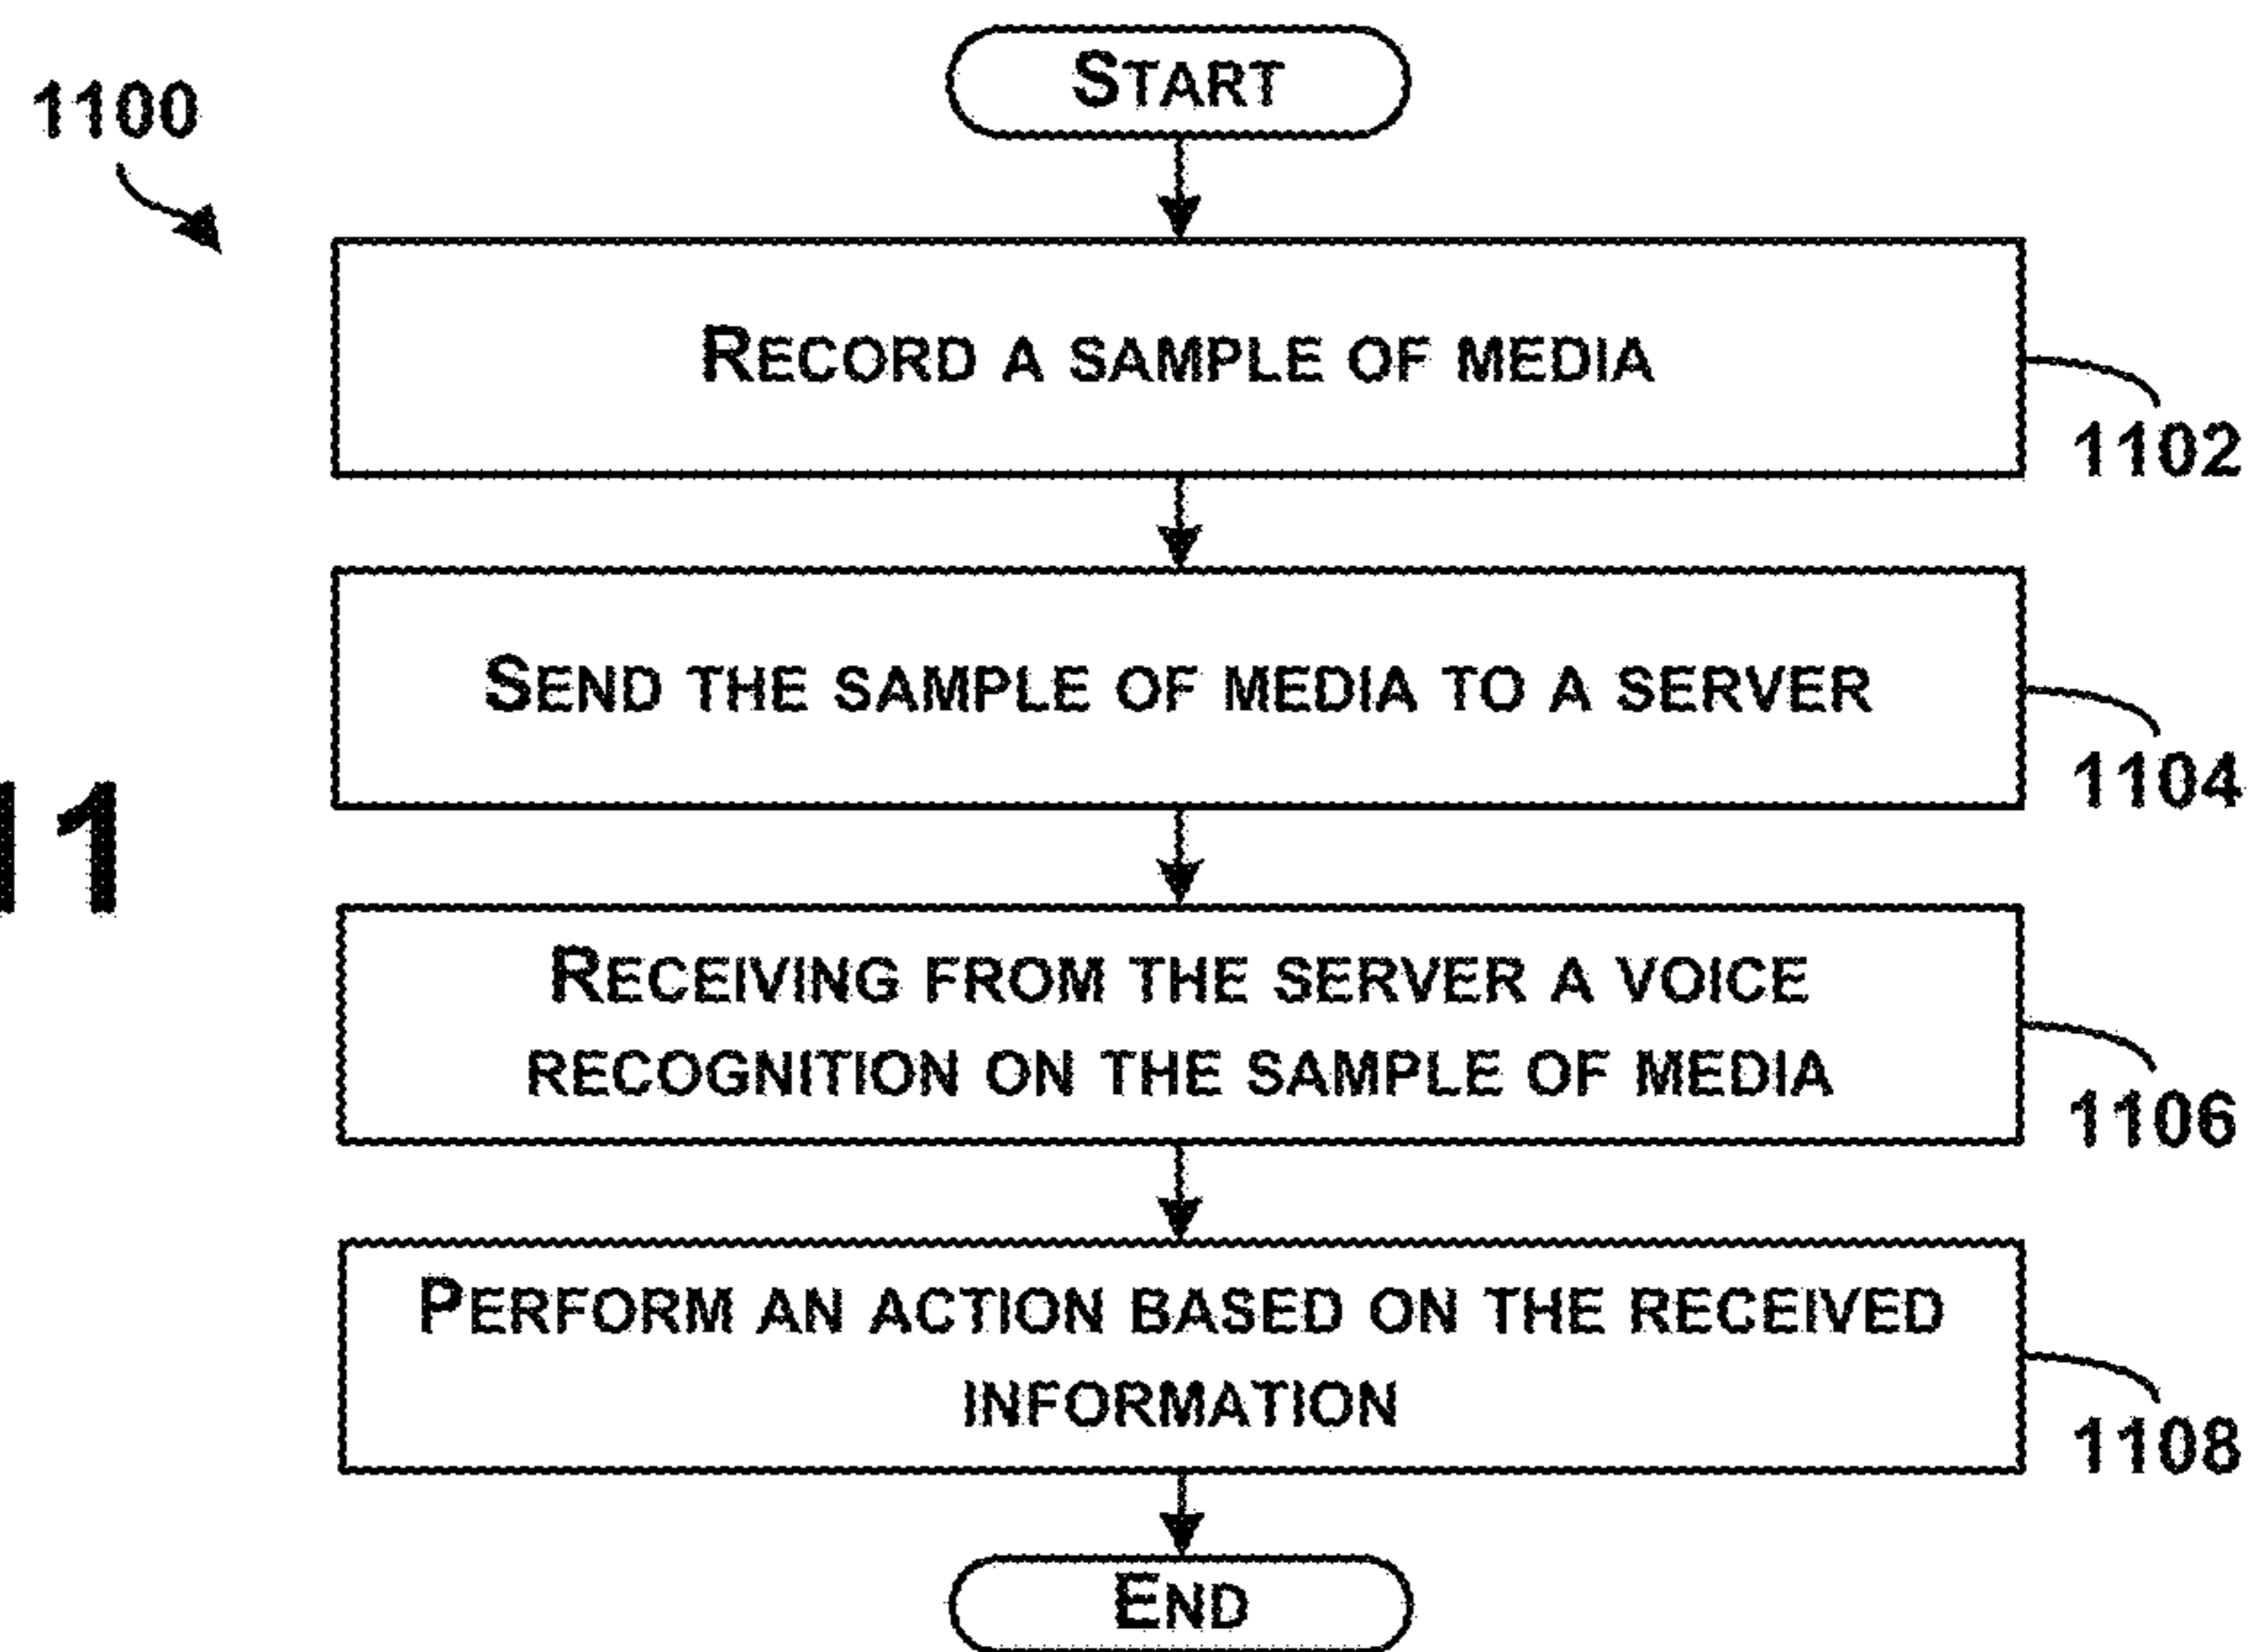 START
1100
RECORD A SAMPLE OF MEDIA
1102
SEND THE SAMPLE OF MEDIA TO A SERVER
1104
11
RECEIVING FROM THE SERVER A VOICE
RECOGNITION ON THE SAMPLE OF MEDIA
1106
PERFORM AN ACTION BASED ON THE RECEIVED
INFORMATION
1108
END